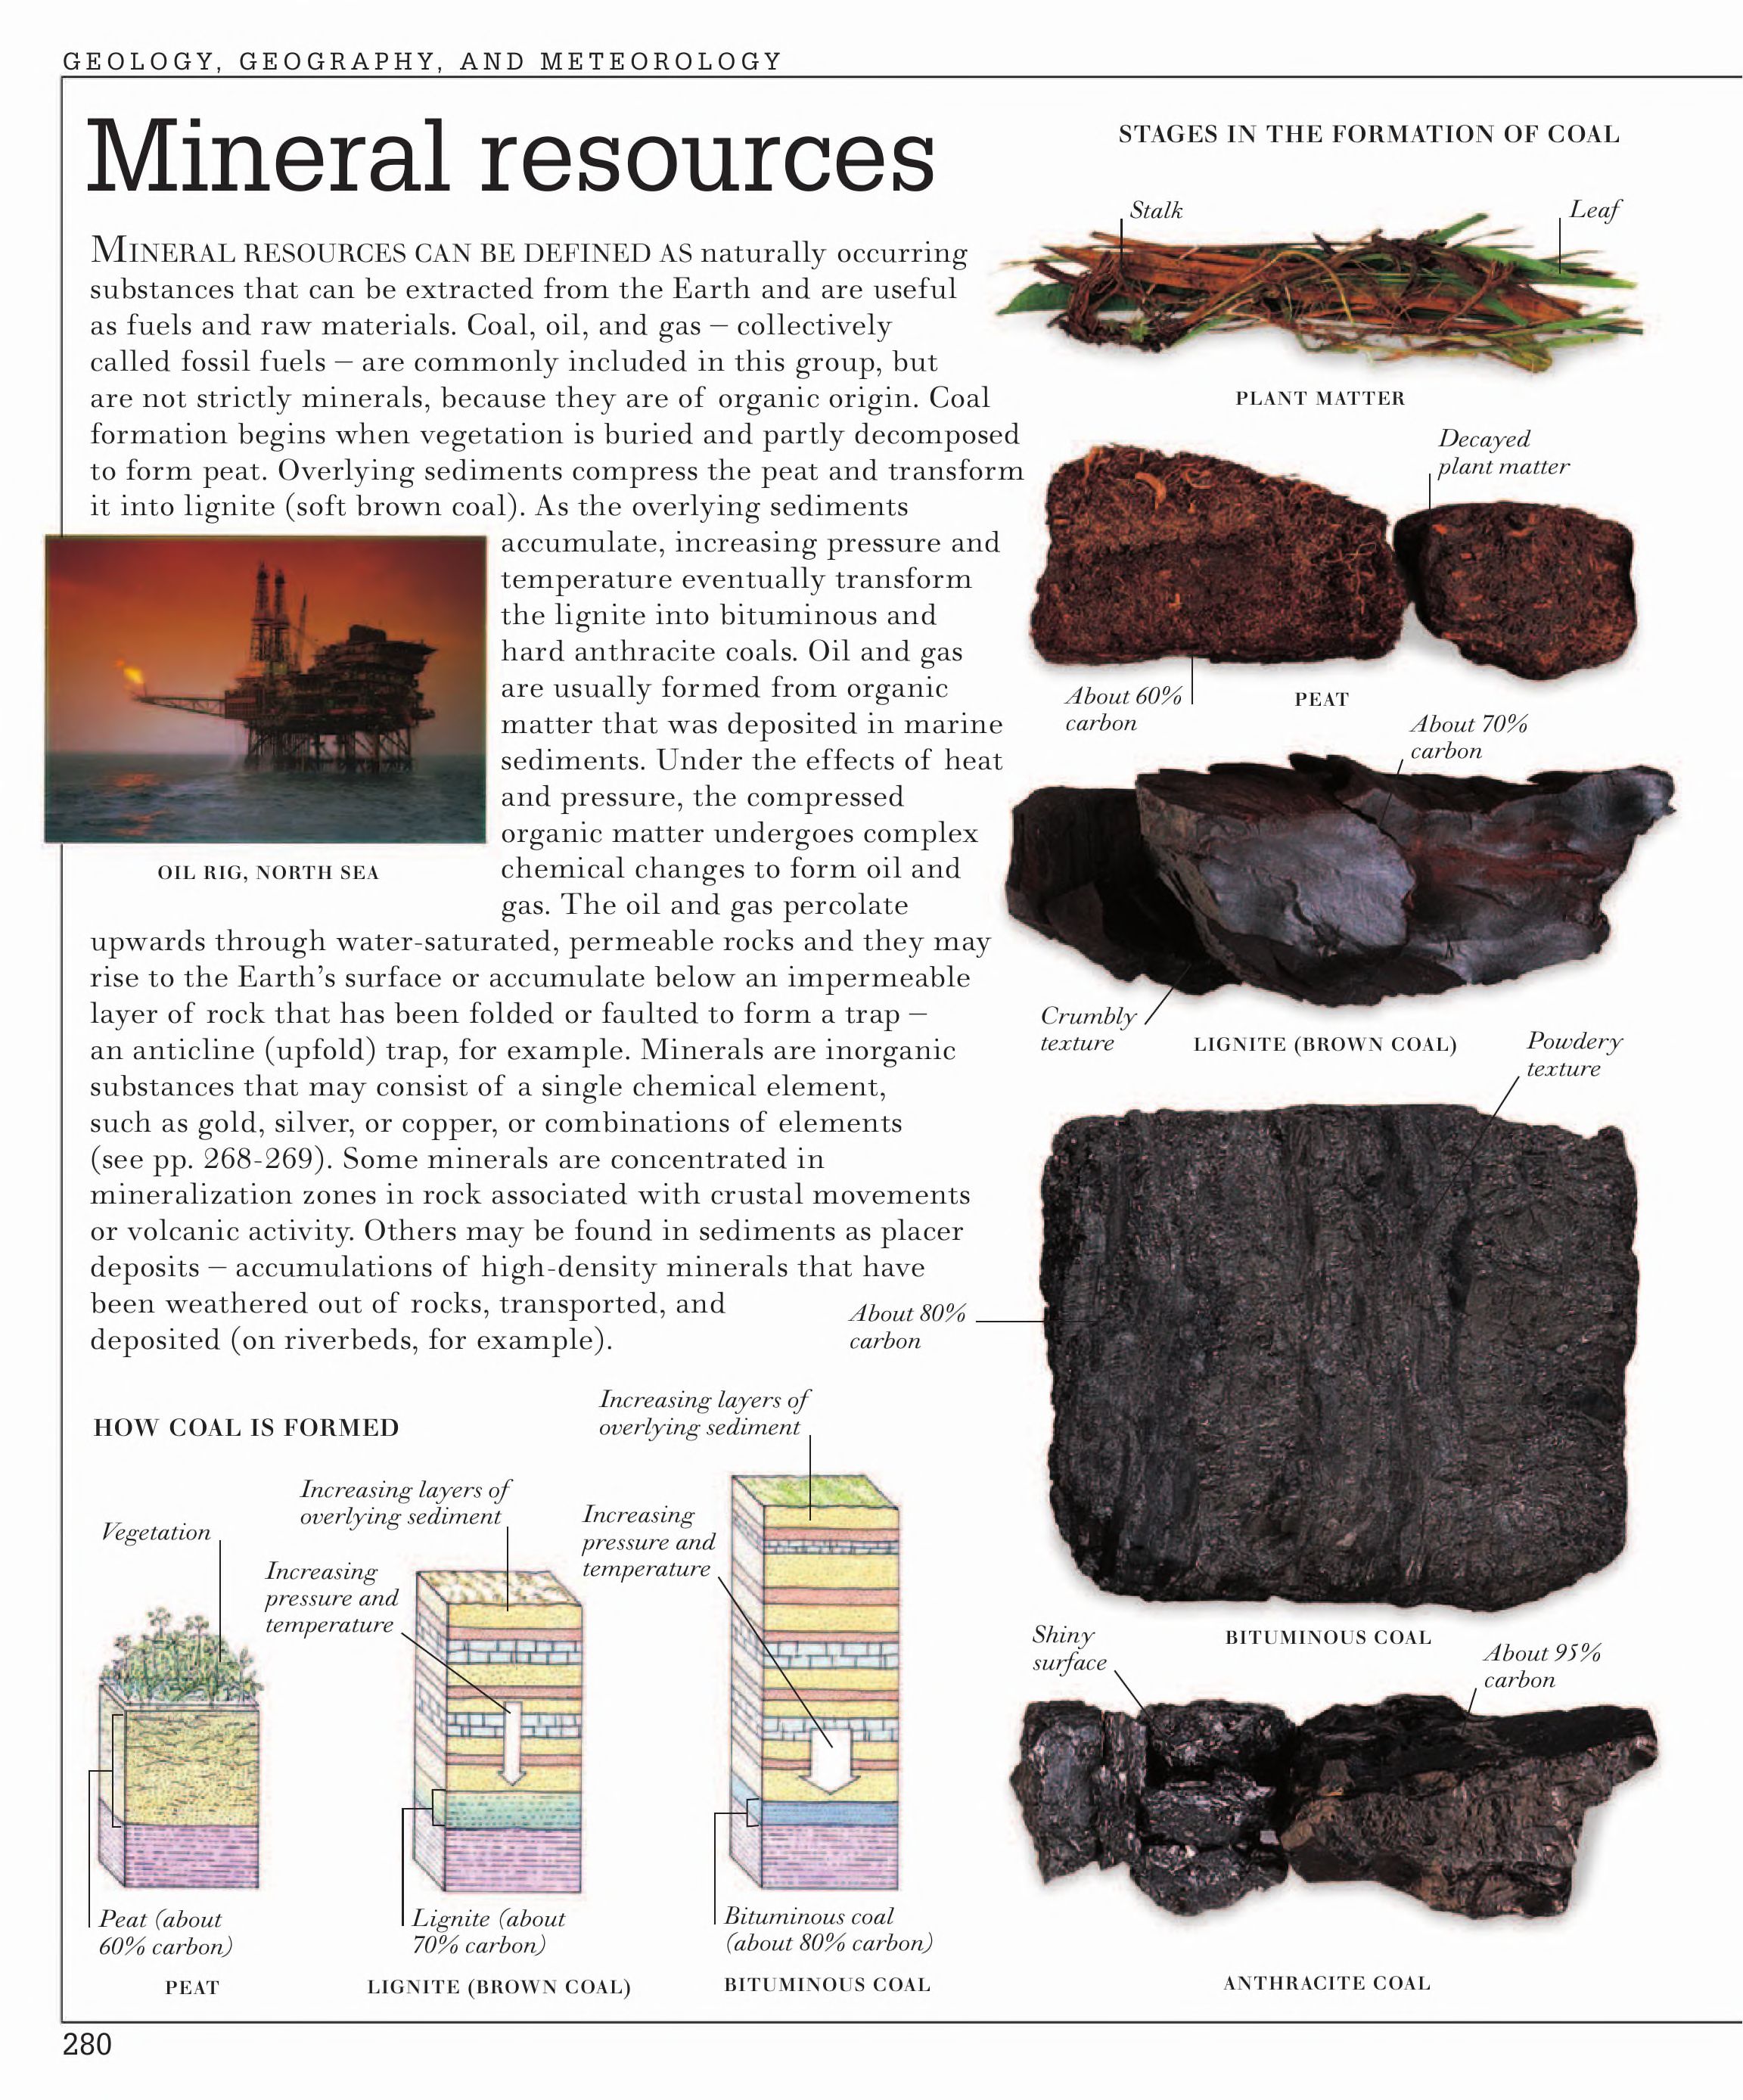 GEOLOGY, GEOGRAPHY, AND METEOROLOGY
Mineral resources
MINERAL RESOURCES CAN BE DEFINED AS naturally occurring
substances that can be extracted from the Earth and are useful
as fuels and raw materials. Coal, oil, and gas – collectively
called fossil fuels – are commonly included in this group, but
are not strictly minerals, because they are of organic origin. Coal
formation begins when vegetation is buried and partly decomposed
to form peat. Overlying sediments compress the peat and transform
it into lignite (soft brown coal). As the overlying sediments
accumulate, increasing pressure and
temperature eventually transform
the lignite into bituminous and
hard anthracite coals. Oil and gas
are usually formed from organic
matter that was deposited in marine
sediments. Under the effects of heat
and pressure, the compressed
organic matter undergoes complex
chemical changes to form oil and
gas. The oil and gas percolate
upwards through water-saturated, permeable rocks and they may
rise to the Earth's surface or accumulate below an impermeable
layer of rock that has been folded or faulted to form a trap –
an anticline (upfold) trap, for example. Minerals are inorganic
substances that may consist of a single chemical element,
such as gold, silver, or copper, or combinations of elements
(see pp. 268-269). Some minerals are concentrated in
mineralization zones in rock associated with crustal movements
or volcanic activity. Others may be found in sediments as placer
deposits – accumulations of high-density minerals that have
been weathered out of rocks, transported, and
deposited (on riverbeds, for example).
OIL RIG, NORTH SEA
STAGES IN THE FORMATION OF COAL
Stalk
Leaf
PLANT MATTER
Decayed
plant matter
About 60%
carbon
PEAT
About 70%
carbon
Crumbly
texture
LIGNITE (BROWN COAL)
Powdery
texture
About 80%
carbon
BITUMINOUS COAL
Shiny
surface
About 95%
carbon
ANTHRACITE COAL
HOW COAL IS FORMED
Vegetation
Peat (about
60% carbon)
PEAT
Increasing layers of
overlying sediment
Increasing
pressure and
temperature
Lignite (about
70% carbon)
LIGNITE (BROWN COAL)
Increasing layers of
overlying sediment
Increasing
pressure and
temperature
Bituminous coal
(about 80% carbon)
BITUMINOUS COAL
280